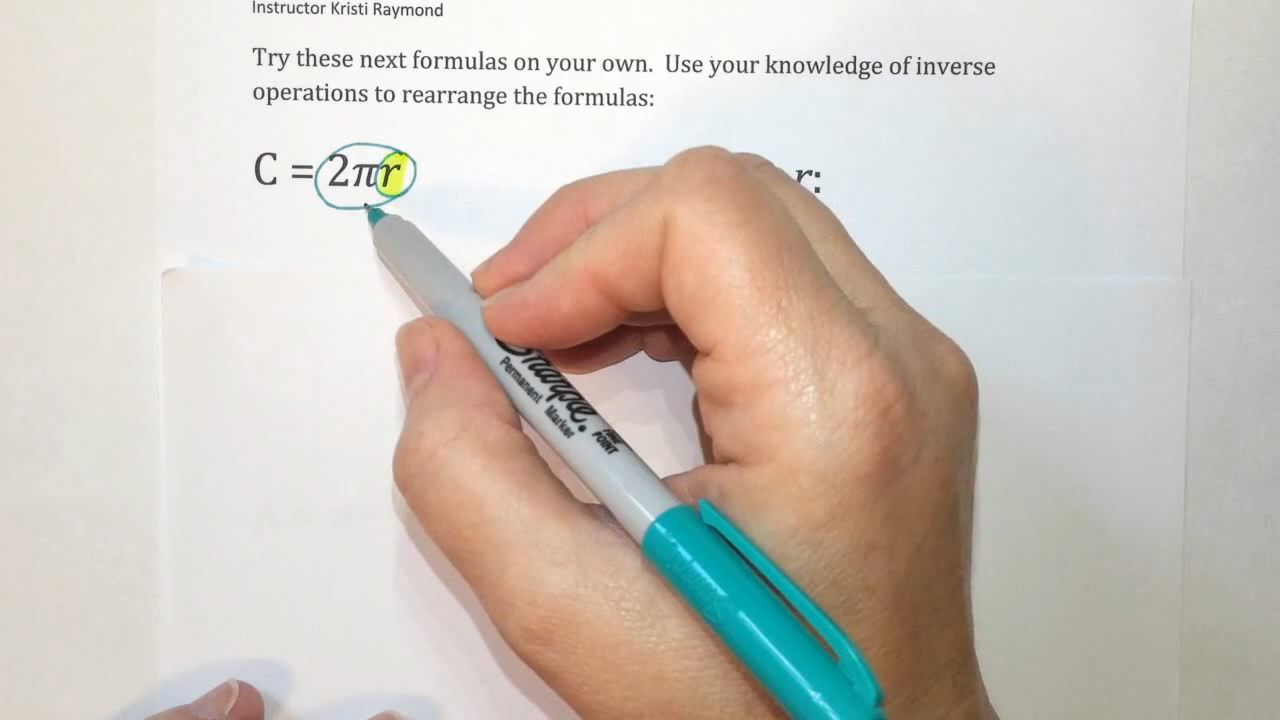 Instructor Kristi Raymond
Try these next formulas on your own.  Use your knowledge of inverse
operations to rearrange the formulas:
C = 2πr
r:
Sharpie.
Permanent Marker
FINE POINT